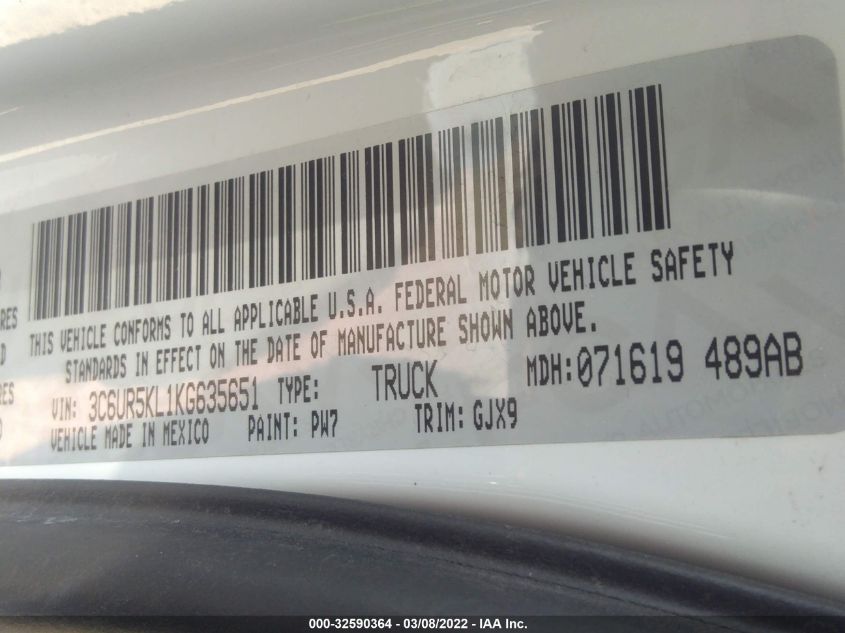 RES
THIS VEHICLE CONFORMS TO ALL APPLICABLE U.S.A. FEDERAL MOTOR VEHICLE SAFETY
STANDARDS IN EFFECT ON THE DATE OF MANUFACTURE SHOWN ABOVE.
VIN: 3C6UR5KL1KG635651 TYPE: TRUCK MDH: 071619 489AB
VEHICLE MADE IN MEXICO PAINT: PW7 TRIM: GJX9
000-32590364 - 03/08/2022 - IAA Inc.